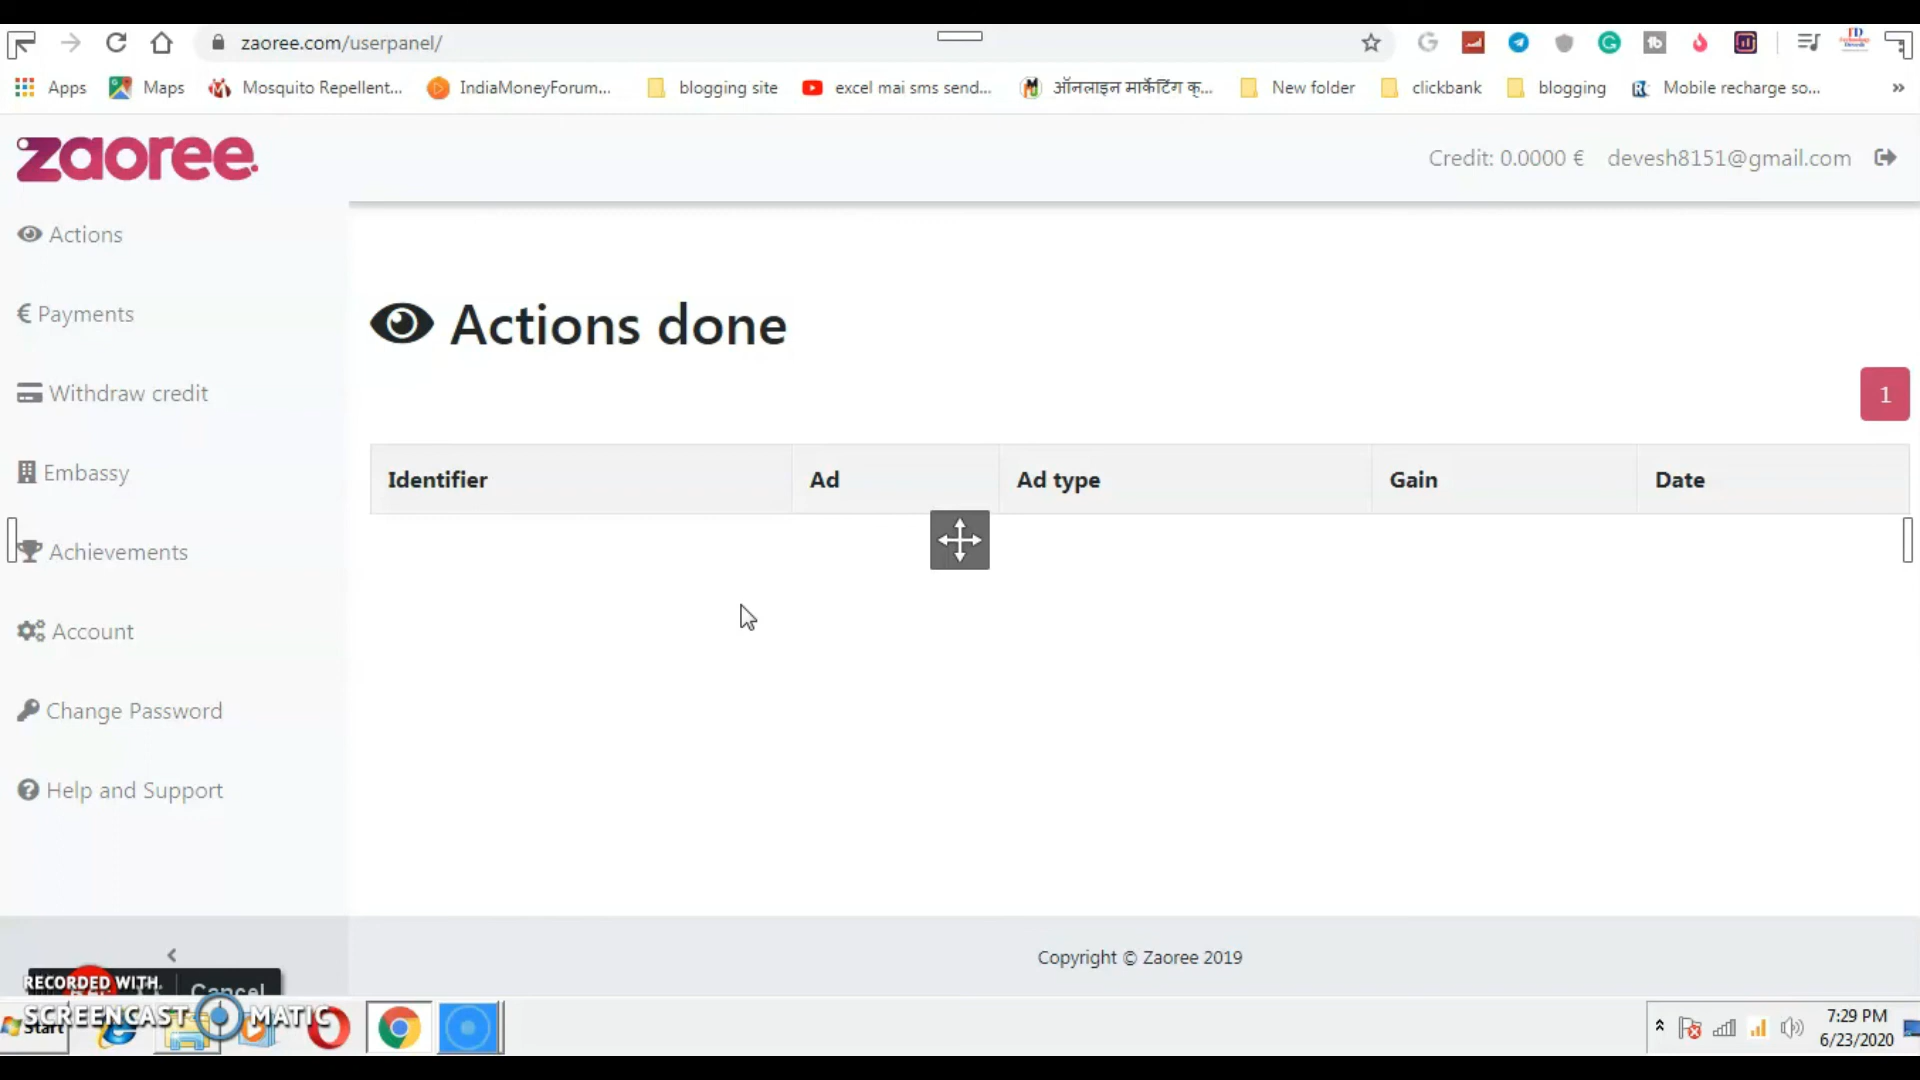 zaoree.com/userpanel/
Apps Maps Mosquito Repellent... IndiaMoneyForum... blogging site excel mai sms send... ऑनलाइन मार्केटिंग क्... New folder clickbank blogging Mobile recharge so... »
zaoree.
Credit: 0.0000 € devesh8151@gmail.com
Actions
€ Payments
Withdraw credit
Embassy
Achievements
Account
Change Password
Help and Support
Actions done
1
Identifier Ad Ad type Gain Date
Copyright © Zaoree 2019
RECORDED WITH
Cancel
SCREENCAST MATIC
Start
7:29 PM
6/23/2020